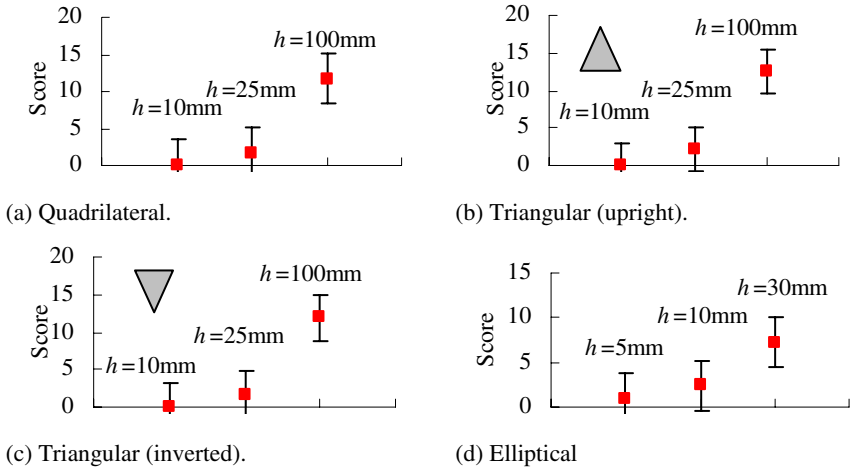 20
15
10
5
0
Score
h=10mm
h=25mm
h=100mm
(a) Quadrilateral.
20
15
10
5
0
Score
h=10mm
h=25mm
h=100mm
(b) Triangular (upright).
20
15
10
5
0
Score
h=10mm
h=25mm
h=100mm
(c) Triangular (inverted).
15
10
5
0
Score
h=5mm
h=10mm
h=30mm
(d) Elliptical